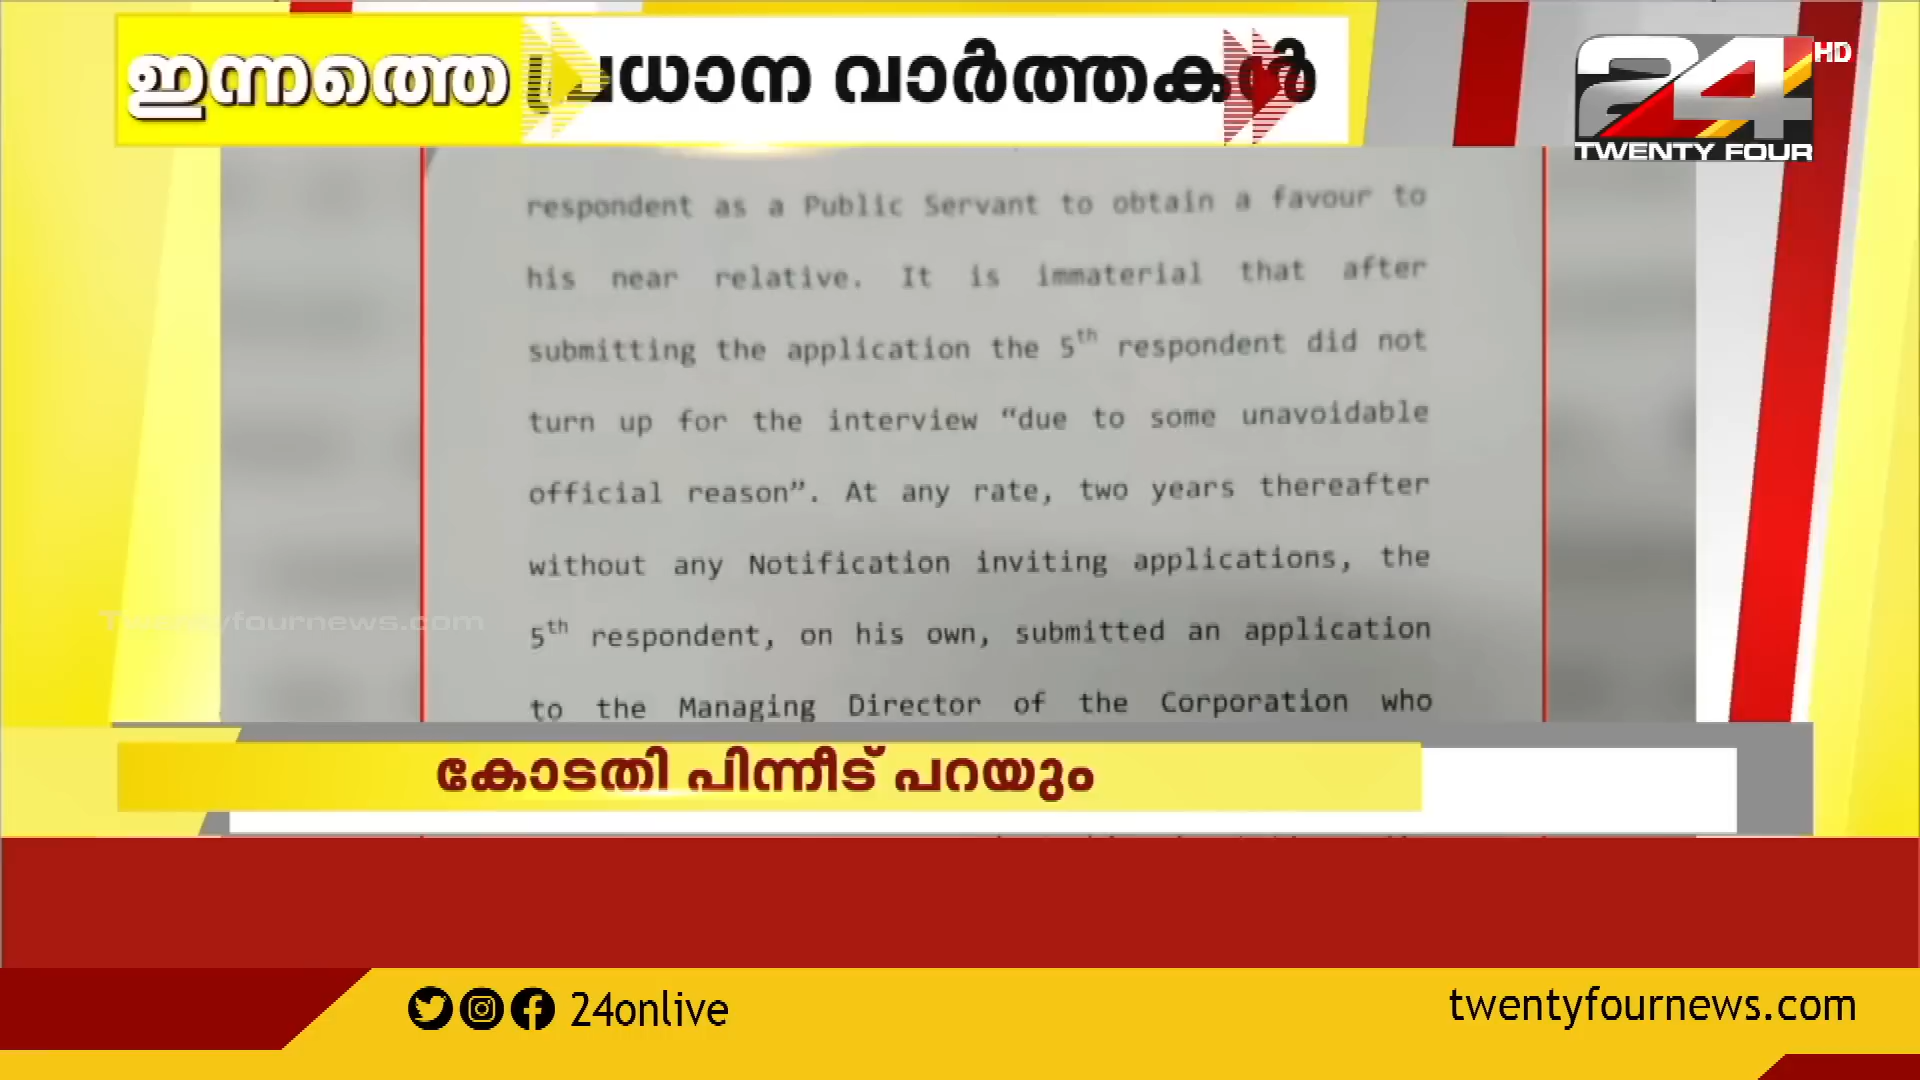 ഇന്നത്തെ പ്രധാന വാർത്തകൾ
24 HD
TWENTY FOUR
respondent as a Public Servant to obtain a favour to
his near relative. It is immaterial that after
submitting the application the 5th respondent did not
turn up for the interview “due to some unavoidable
official reason”. At any rate, two years thereafter
without any Notification inviting applications, the
5th respondent, on his own, submitted an application
to the Managing Director of the Corporation who
Twentyfournews.com
കോടതി പിന്നീട് പറയും
24onlive
twentyfournews.com